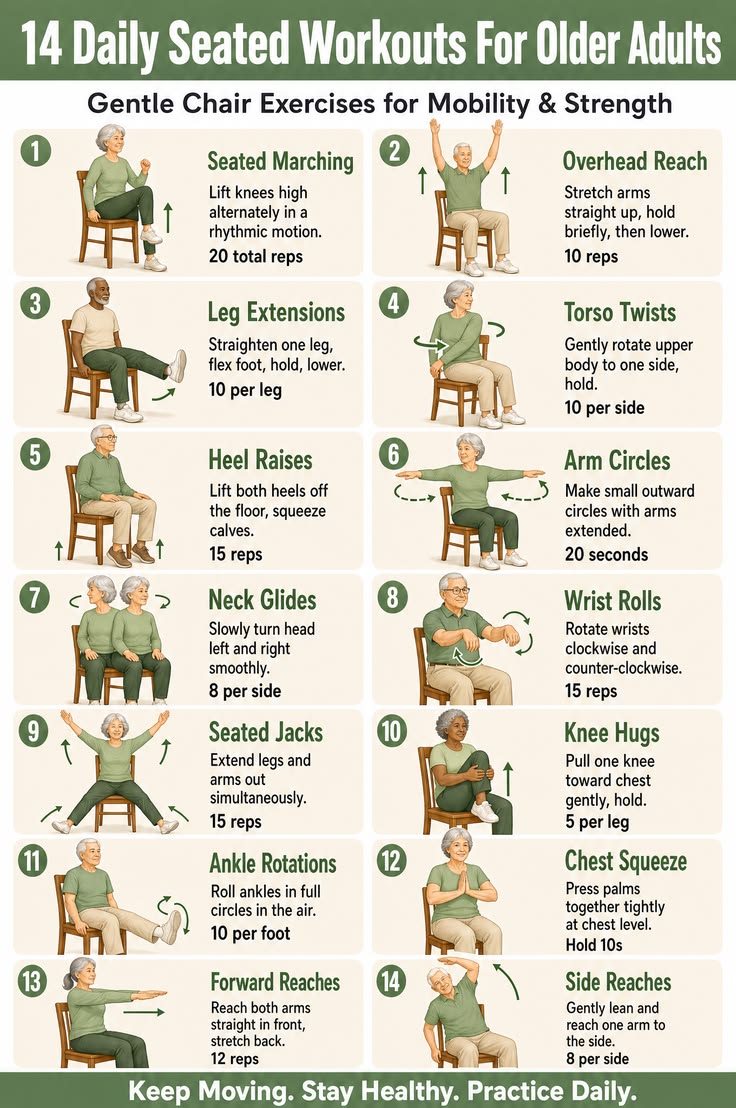 14 Daily Seated Workouts For Older Adults
Gentle Chair Exercises for Mobility & Strength
1
Seated Marching
Lift knees high
alternately in a
rhythmic motion.
20 total reps
2
Overhead Reach
Stretch arms
straight up, hold
briefly, then lower.
10 reps
3
Leg Extensions
Straighten one leg,
flex foot, hold, lower.
10 per leg
4
Torso Twists
Gently rotate upper
body to one side,
hold.
10 per side
5
Heel Raises
Lift both heels off
the floor, squeeze
calves.
15 reps
6
Arm Circles
Make small outward
circles with arms
extended.
20 seconds
7
Neck Glides
Slowly turn head
left and right
smoothly.
8 per side
8
Wrist Rolls
Rotate wrists
clockwise and
counter-clockwise.
15 reps
9
Seated Jacks
Extend legs and
arms out
simultaneously.
15 reps
10
Knee Hugs
Pull one knee
toward chest
gently, hold.
5 per leg
11
Ankle Rotations
Roll ankles in full
circles in the air.
10 per foot
12
Chest Squeeze
Press palms
together tightly
at chest level.
Hold 10s
13
Forward Reaches
Reach both arms
straight in front,
stretch back.
12 reps
14
Side Reaches
Gently lean and
reach one arm to
the side.
8 per side
Keep Moving. Stay Healthy. Practice Daily.